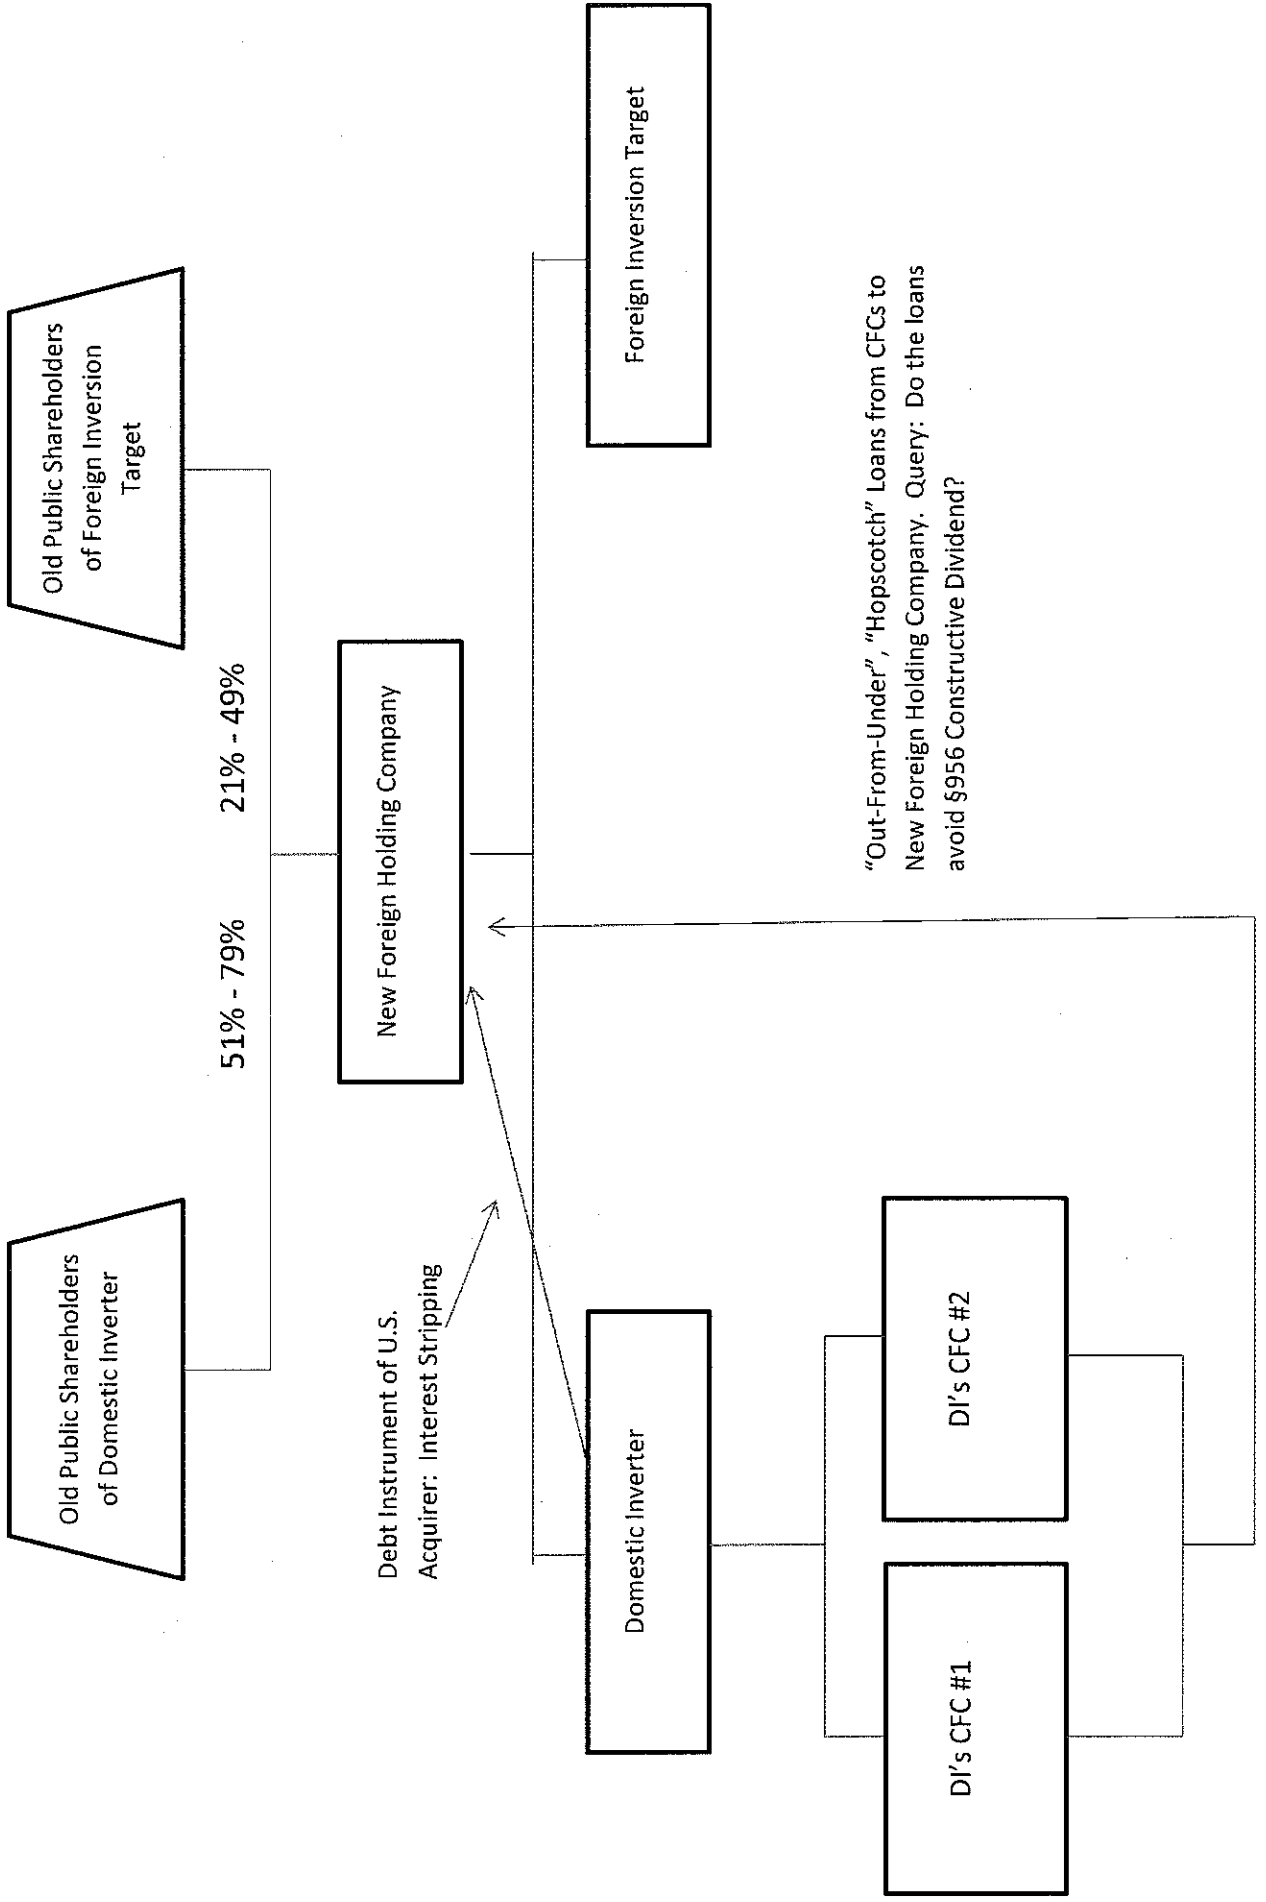 Old Public Shareholders
of Domestic Inverter
Old Public Shareholders
of Foreign Inversion
Target
51% - 79%
21% - 49%
New Foreign Holding Company
Debt Instrument of U.S.
Acquirer: Interest Stripping
Domestic Inverter
Foreign Inversion Target
DI's CFC #1
DI's CFC #2
"Out-From-Under", "Hopscotch" Loans from CFCs to
New Foreign Holding Company. Query: Do the loans
avoid §956 Constructive Dividend?